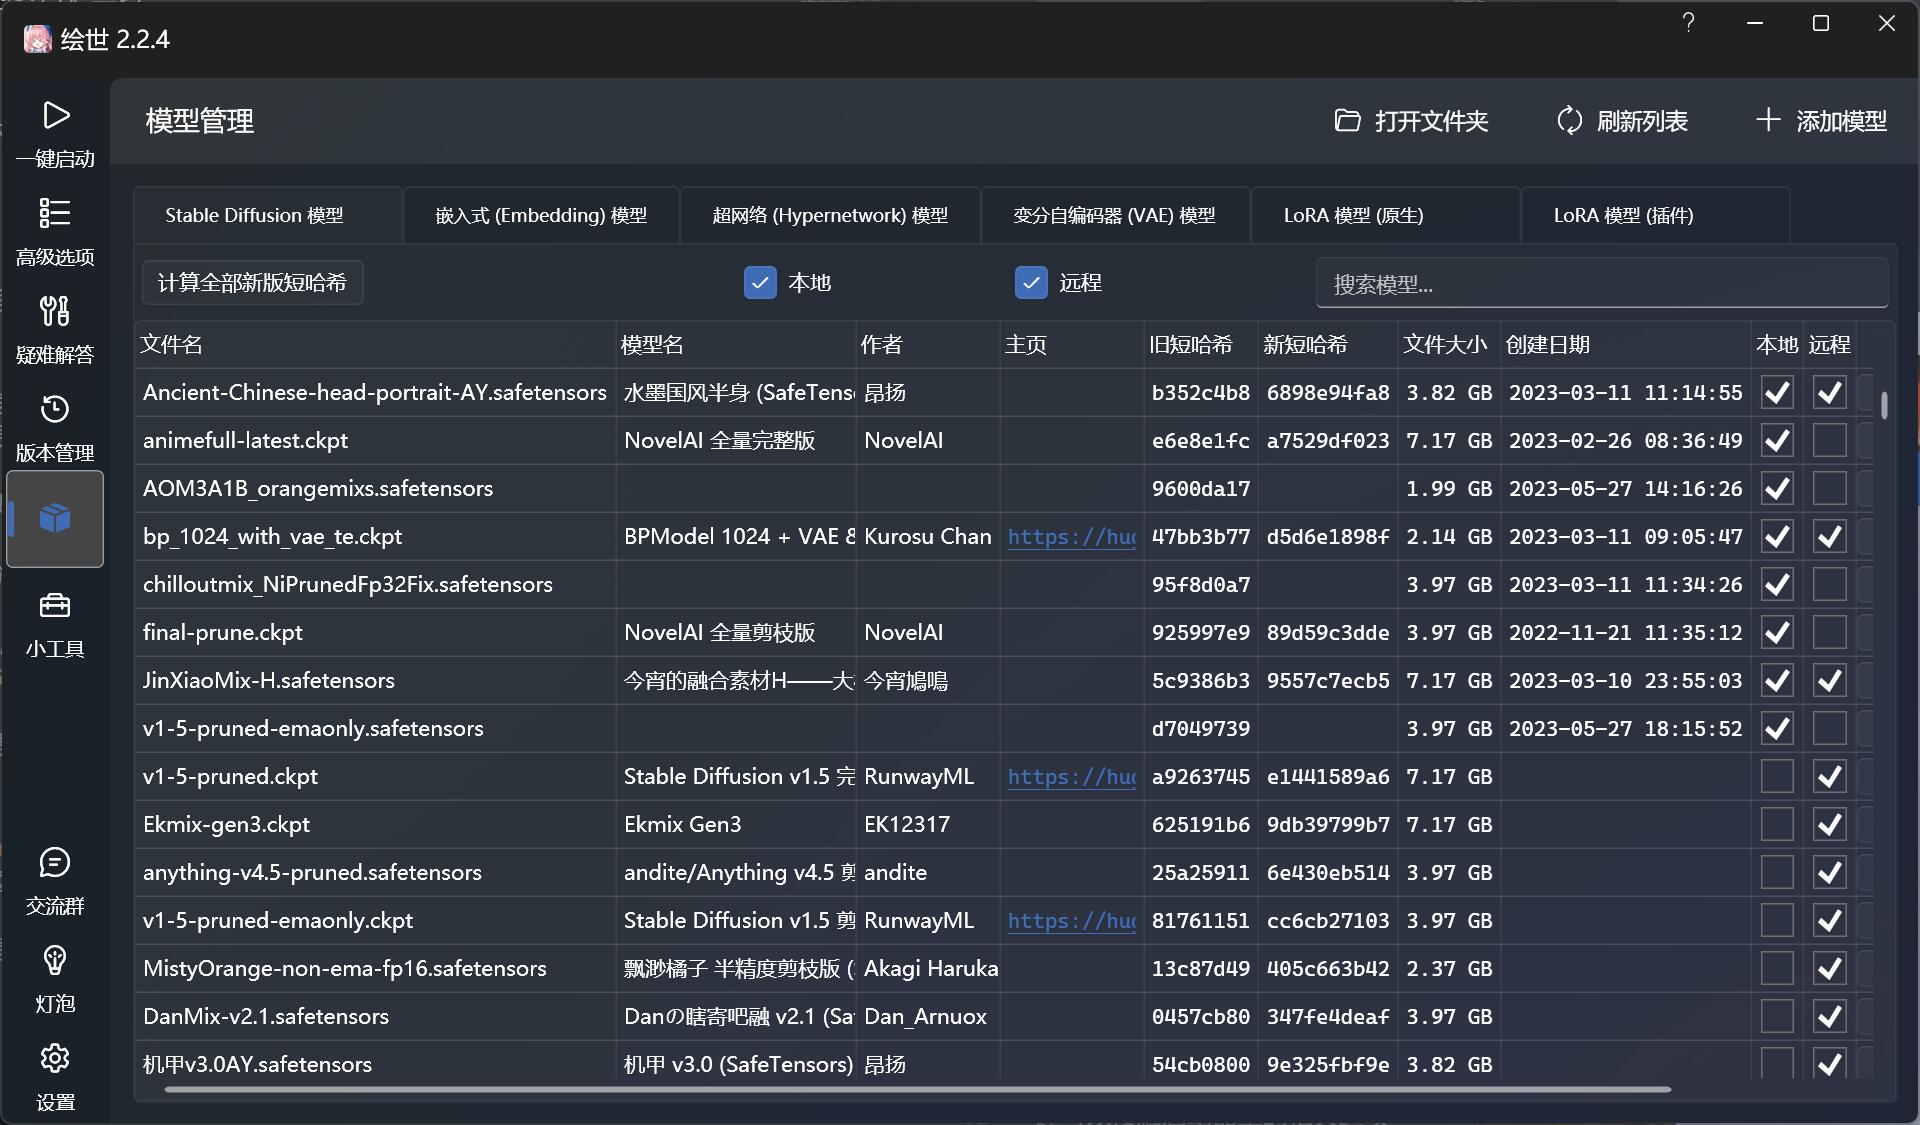 绘世 2.2.4
一键启动
高级选项
疑难解答
版本管理
小工具
交流群
灯泡
设置
模型管理
打开文件夹 刷新列表 添加模型
Stable Diffusion 模型 嵌入式 (Embedding) 模型 超网络 (Hypernetwork) 模型 变分自编码器 (VAE) 模型 LoRA 模型 (原生) LoRA 模型 (插件)
计算全部新版短哈希 本地 远程 搜索模型...
文件名 模型名 作者 主页 旧短哈希 新短哈希 文件大小 创建日期 本地 远程
Ancient-Chinese-head-portrait-AY.safetensors 水墨国风半身 (SafeTens 昂扬 b352c4b8 6898e94fa8 3.82 GB 2023-03-11 11:14:55
animefull-latest.ckpt NovelAI 全量完整版 NovelAI e6e8e1fc a7529df023 7.17 GB 2023-02-26 08:36:49
AOM3A1B_orangemixs.safetensors 9600da17 1.99 GB 2023-05-27 14:16:26
bp_1024_with_vae_te.ckpt BPModel 1024 + VAE & Kurosu Chan https://hug 47bb3b77 d5d6e1898f 2.14 GB 2023-03-11 09:05:47
chilloutmix_NiPrunedFp32Fix.safetensors 95f8d0a7 3.97 GB 2023-03-11 11:34:26
final-prune.ckpt NovelAI 全量剪枝版 NovelAI 925997e9 89d59c3dde 3.97 GB 2022-11-21 11:35:12
JinXiaoMix-H.safetensors 今宵的融合素材H——大 今宵鳩鳴 5c9386b3 9557c7ecb5 7.17 GB 2023-03-10 23:55:03
v1-5-pruned-emaonly.safetensors d7049739 3.97 GB 2023-05-27 18:15:52
v1-5-pruned.ckpt Stable Diffusion v1.5 完 RunwayML https://hug a9263745 e1441589a6 7.17 GB
Ekmix-gen3.ckpt Ekmix Gen3 EK12317 625191b6 9db39799b7 7.17 GB
anything-v4.5-pruned.safetensors andite/Anything v4.5 剪 andite 25a25911 6e430eb514 3.97 GB
v1-5-pruned-emaonly.ckpt Stable Diffusion v1.5 剪 RunwayML https://hug 81761151 cc6cb27103 3.97 GB
MistyOrange-non-ema-fp16.safetensors 飘渺橘子 半精度剪枝版 ( Akagi Haruka 13c87d49 405c663b42 2.37 GB
DanMix-v2.1.safetensors Danの瞎寄吧融 v2.1 (Sa Dan_Arnuox 0457cb80 347fe4deaf 3.97 GB
机甲v3.0AY.safetensors 机甲 v3.0 (SafeTensors) 昂扬 54cb0800 9e325fbf9e 3.82 GB